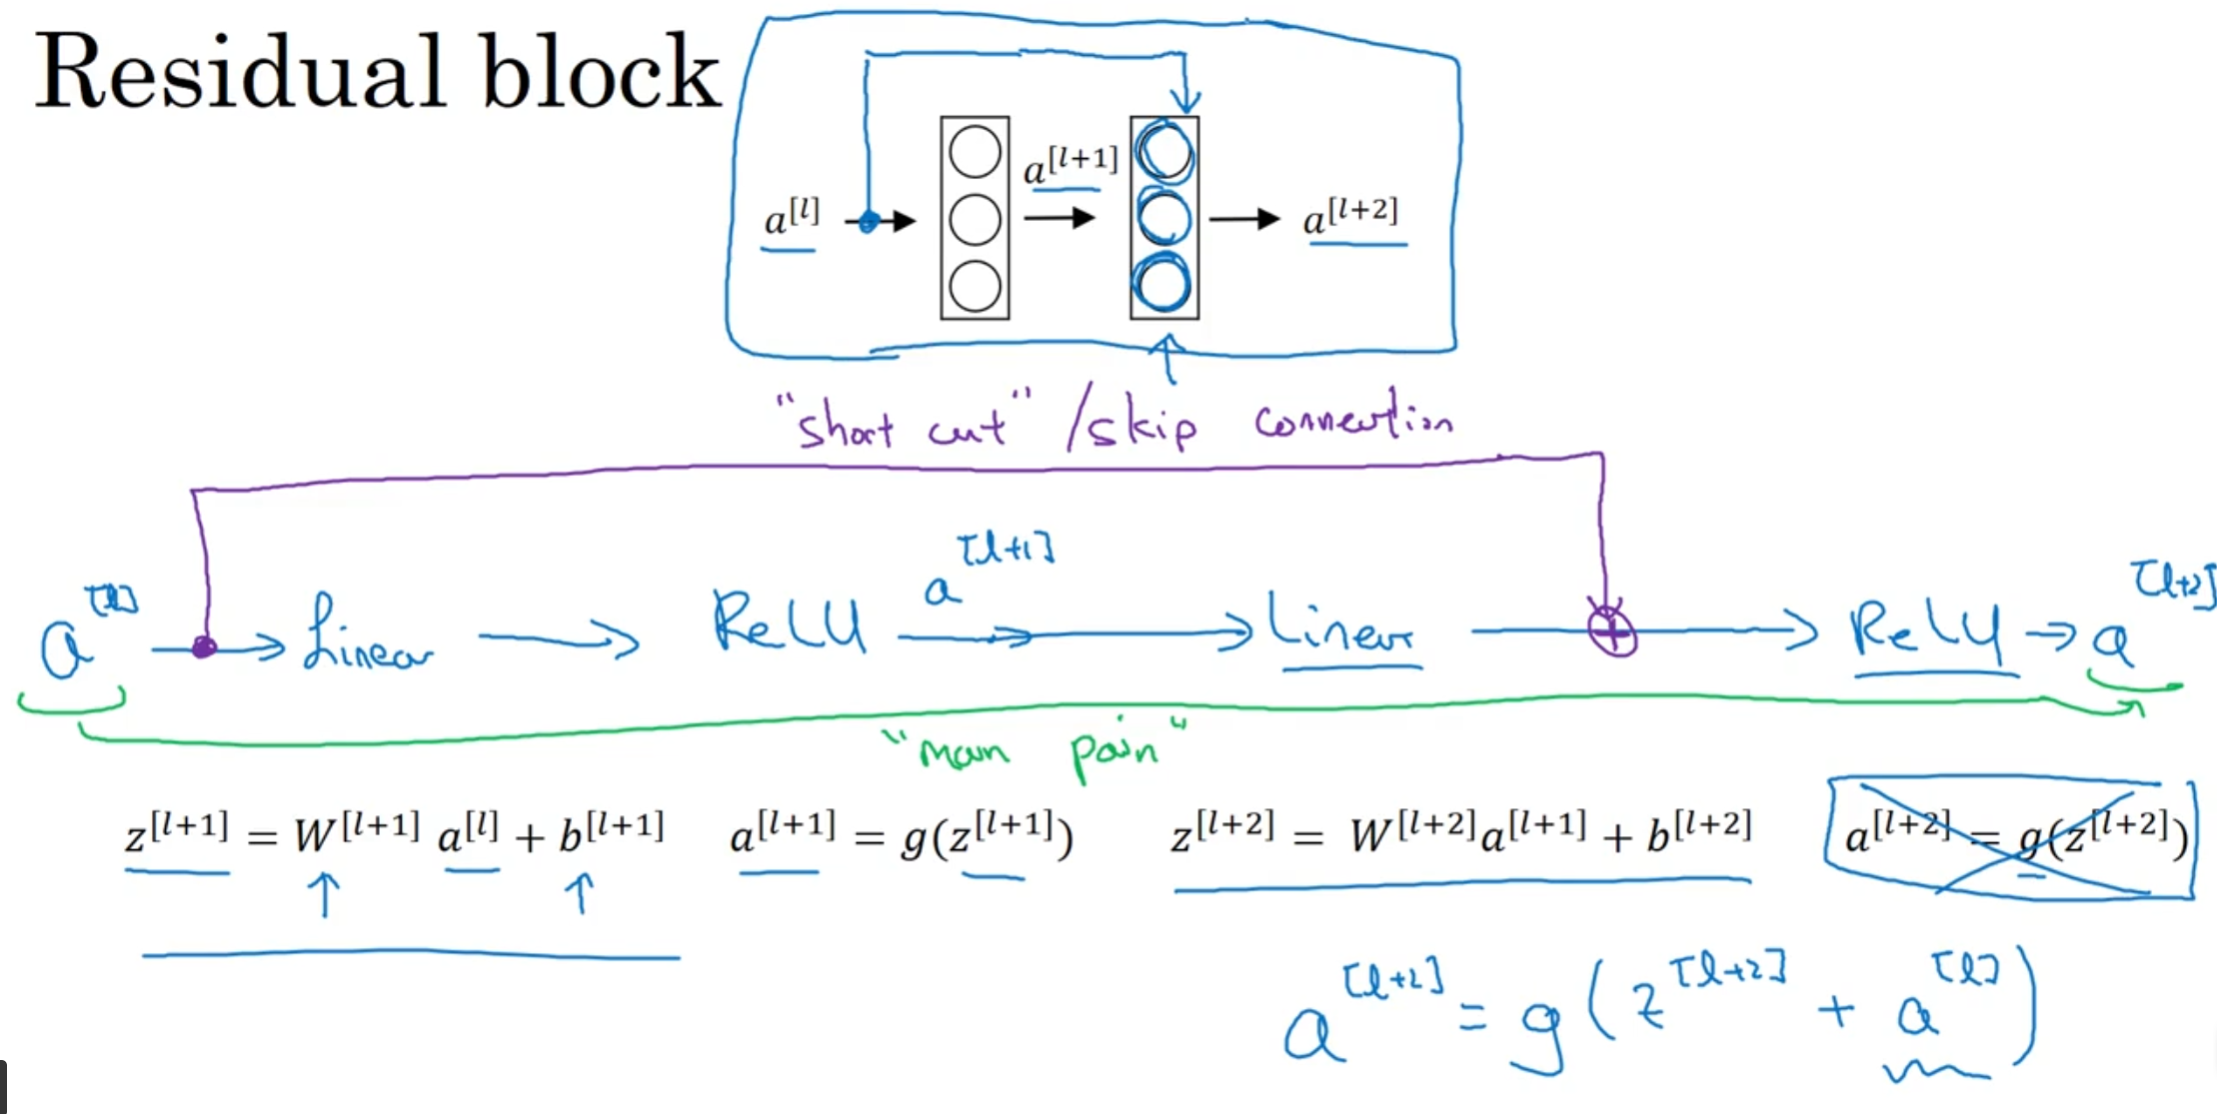 Residual block
a[l] a[l+1] a[l+2]
"short cut" / skip connection
a[l] Linear ReLU a[l+1] Linear + ReLU a[l+2]
"main path"
z[l+1] = W[l+1] a[l] + b[l+1] a[l+1] = g(z[l+1]) z[l+2] = W[l+2]a[l+1] + b[l+2] a[l+2] = g(z[l+2])
a[l+2] = g(z[l+2] + a[l])